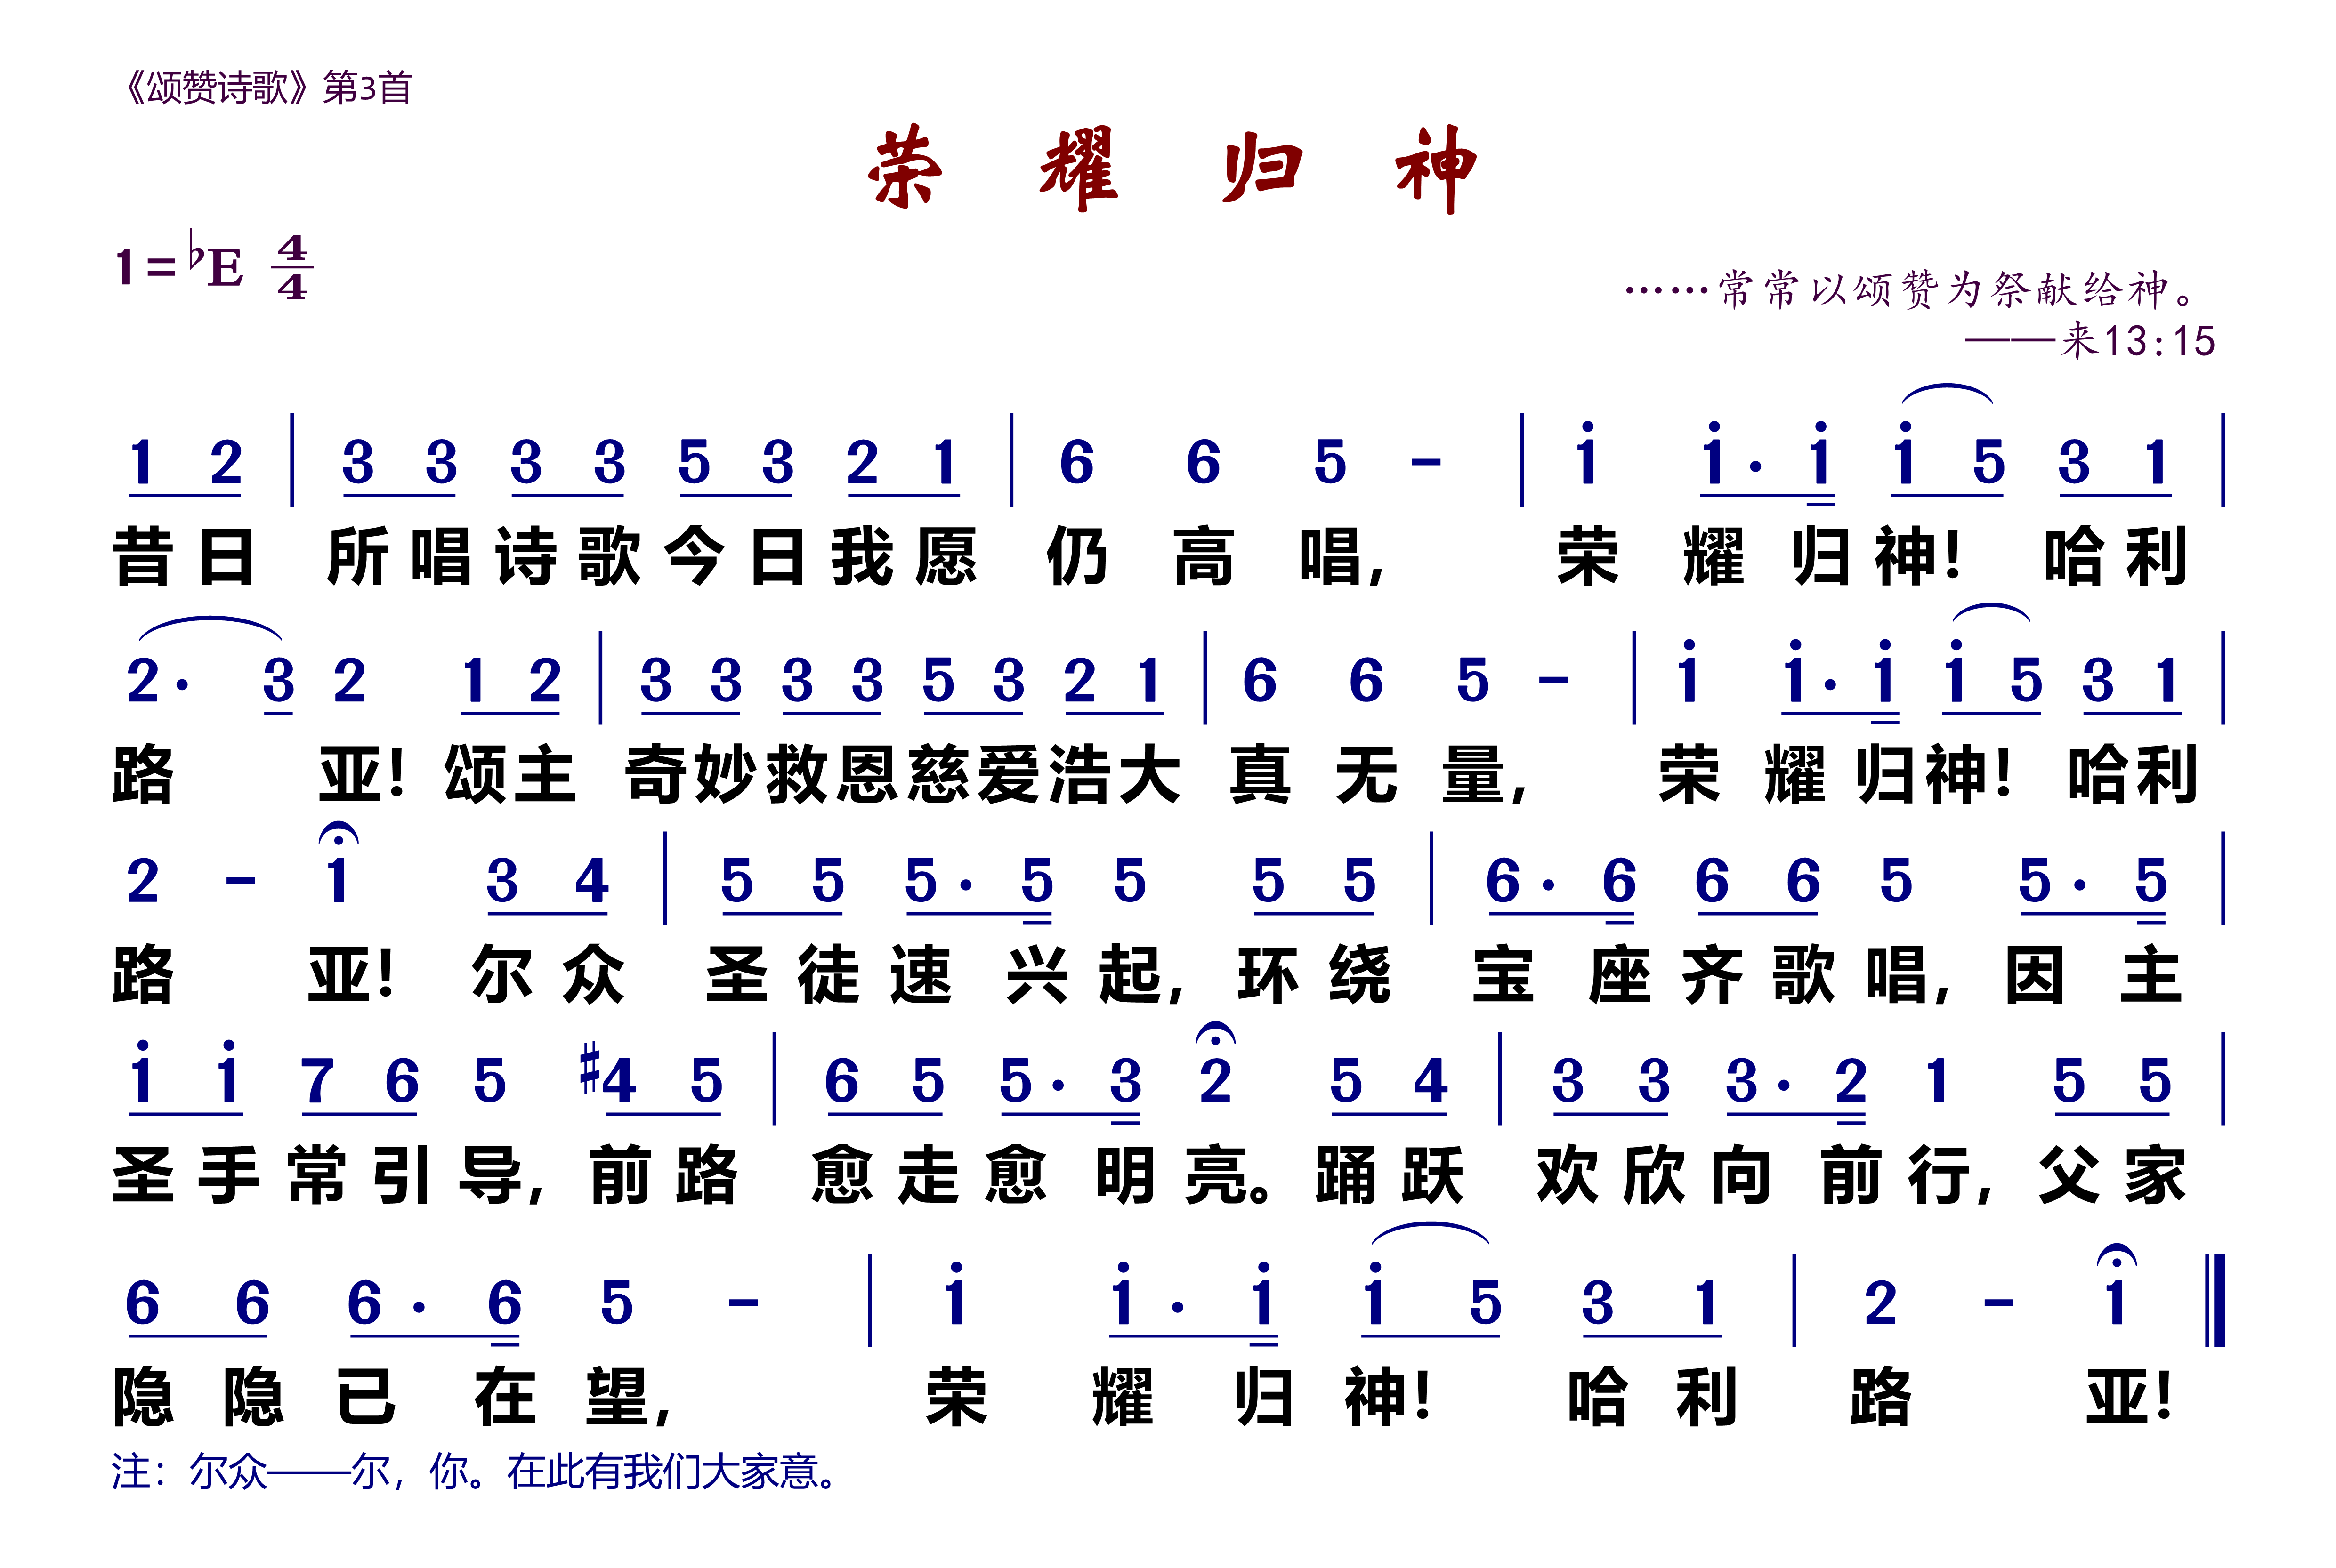 《颂赞诗歌》第3首
荣 耀 归 神
1=♭E 4/4
……常常以颂赞为祭献给神。
——来13:15
1 2 | 3 3 3 3 5 3 2 1 | 6 6 5 - | i i· i i 5 3 1 |
昔日 所唱诗歌今日我愿 仍高唱, 荣耀归神! 哈利
2· 3 2 1 2 | 3 3 3 3 5 3 2 1 | 6 6 5 - | i i· i i 5 3 1 |
路 亚! 颂主 奇妙救恩慈爱浩大 真无量, 荣耀归神! 哈利
2 - 1 3 4 | 5 5 5· 5 5 5 5 | 6· 6 6 6 5 5· 5 |
路 亚! 尔众 圣徒速兴起, 环绕 宝座齐歌唱, 因主
i i 7 6 5 #4 5 | 6 5 5· 3 2 5 4 | 3 3 3· 2 1 5 5 |
圣手常引导, 前路 愈走愈明亮。踊跃 欢欣向前行, 父家
6 6 6· 6 5 - | i i· i i 5 3 1 | 2 - 1 ‖
隐隐已在望, 荣耀归神! 哈利 路 亚!
注：尔众——尔，你。在此有我们大家意。